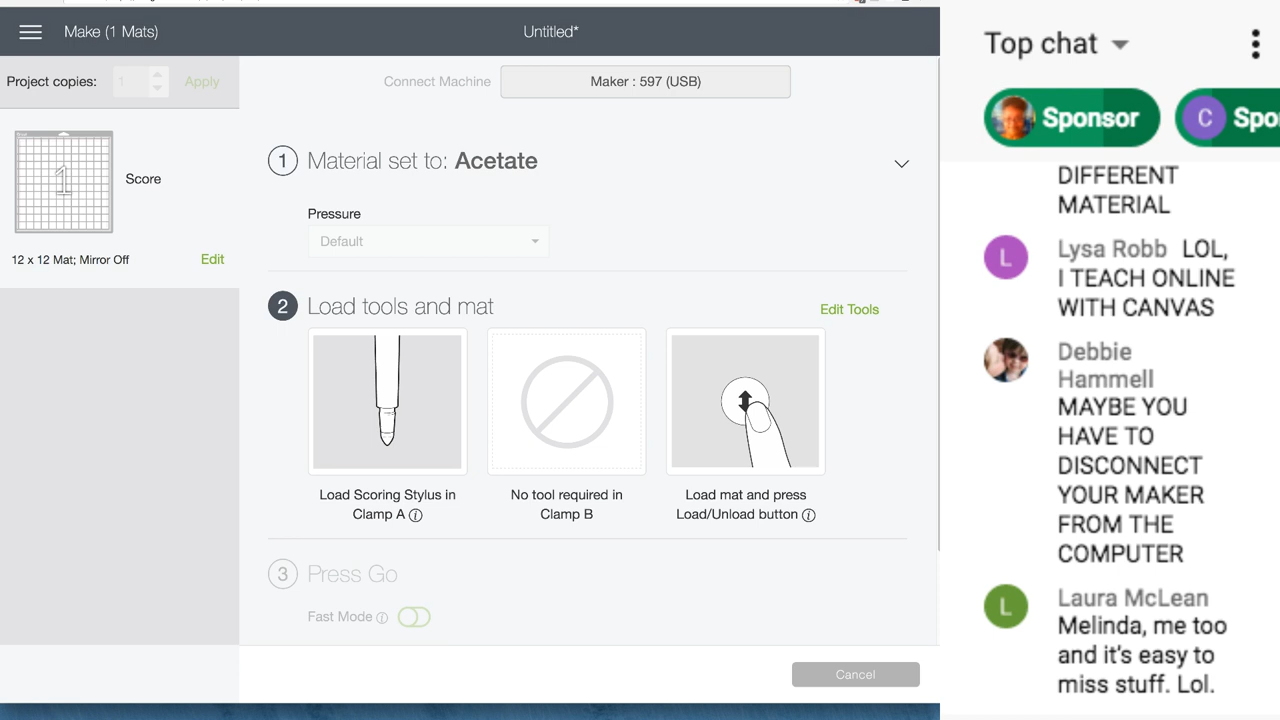 Make (1 Mats)
Untitled*
Project copies:
1
Apply
Connect Machine
Maker : 597 (USB)
1
Score
12 x 12 Mat; Mirror Off
Edit
1
Material set to: Acetate
Pressure
Default
2
Load tools and mat
Edit Tools
Load Scoring Stylus in
Clamp A
No tool required in
Clamp B
Load mat and press
Load/Unload button
3
Press Go
Fast Mode
Cancel
Top chat
Sponsor
C
Spo
DIFFERENT
MATERIAL
L
Lysa Robb LOL,
I TEACH ONLINE
WITH CANVAS
Debbie
Hammell
MAYBE YOU
HAVE TO
DISCONNECT
YOUR MAKER
FROM THE
COMPUTER
L
Laura McLean
Melinda, me too
and it's easy to
miss stuff. Lol.